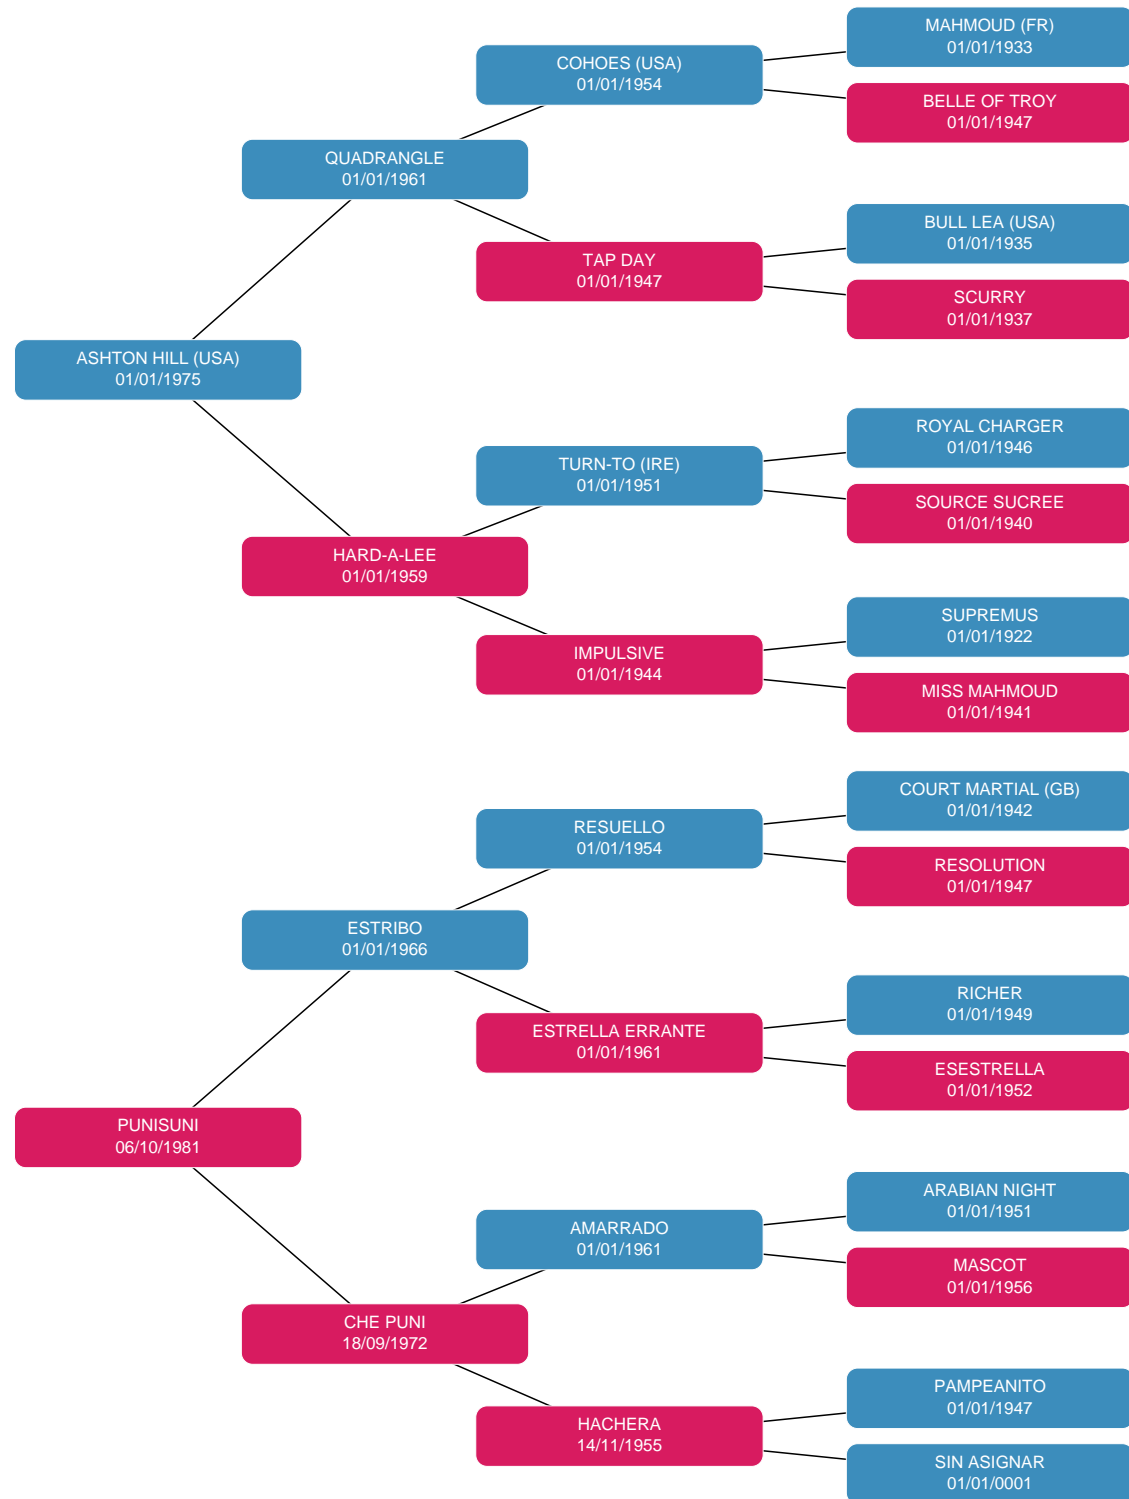 MAHMOUD (FR)
01/01/1933
COHOES (USA)
01/01/1954
BELLE OF TROY
01/01/1947
QUADRANGLE
01/01/1961
BULL LEA (USA)
01/01/1935
TAP DAY
01/01/1947
SCURRY
01/01/1937
ASHTON HILL (USA)
01/01/1975
ROYAL CHARGER
01/01/1946
TURN-TO (IRE)
01/01/1951
SOURCE SUCREE
01/01/1940
HARD-A-LEE
01/01/1959
SUPREMUS
01/01/1922
IMPULSIVE
01/01/1944
MISS MAHMOUD
01/01/1941
COURT MARTIAL (GB)
01/01/1942
RESUELLO
01/01/1954
RESOLUTION
01/01/1947
ESTRIBO
01/01/1966
RICHER
01/01/1949
ESTRELLA ERRANTE
01/01/1961
ESESTRELLA
01/01/1952
PUNISUNI
06/10/1981
ARABIAN NIGHT
01/01/1951
AMARRADO
01/01/1961
MASCOT
01/01/1956
CHE PUNI
18/09/1972
PAMPEANITO
01/01/1947
HACHERA
14/11/1955
SIN ASIGNAR
01/01/0001